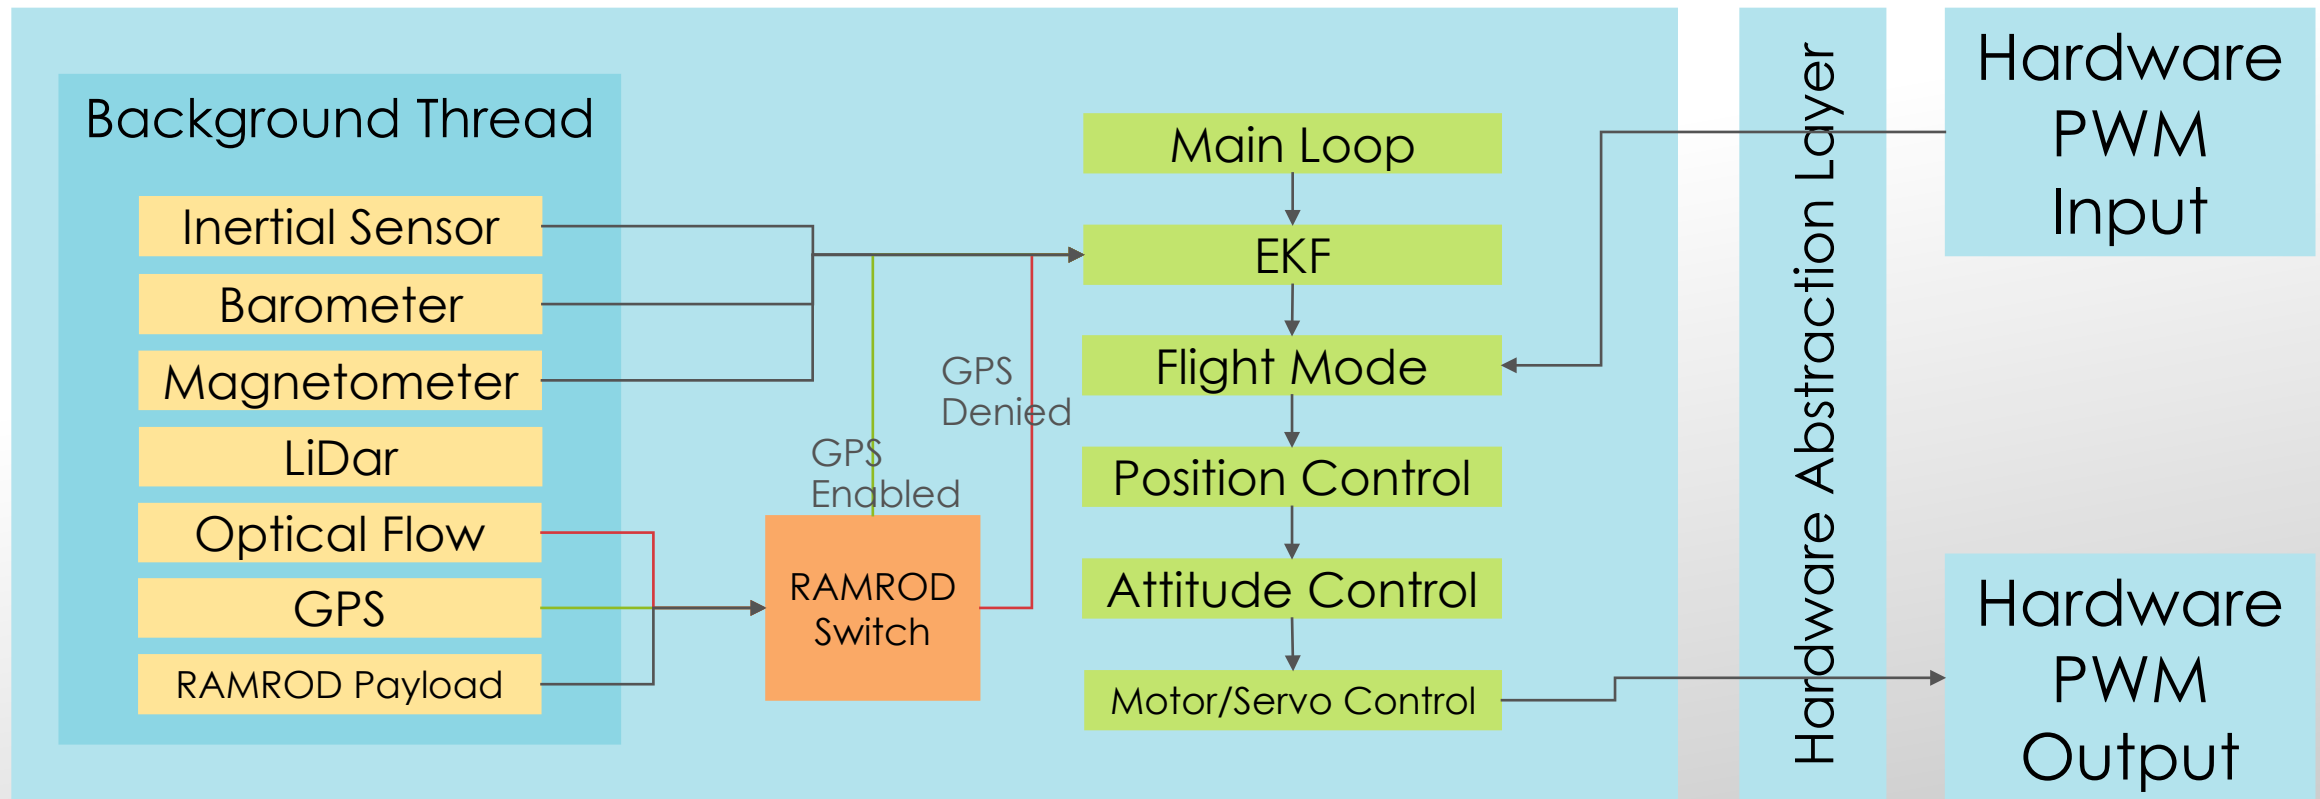 Background Thread
Inertial Sensor
Barometer
Magnetometer
LiDar
Optical Flow
GPS
RAMROD Payload
GPS
Enabled
GPS
Denied
RAMROD
Switch
Main Loop
EKF
Flight Mode
Position Control
Attitude Control
Motor/Servo Control
Hardware Abstraction Layer
Hardware
PWM
Input
Hardware
PWM
Output